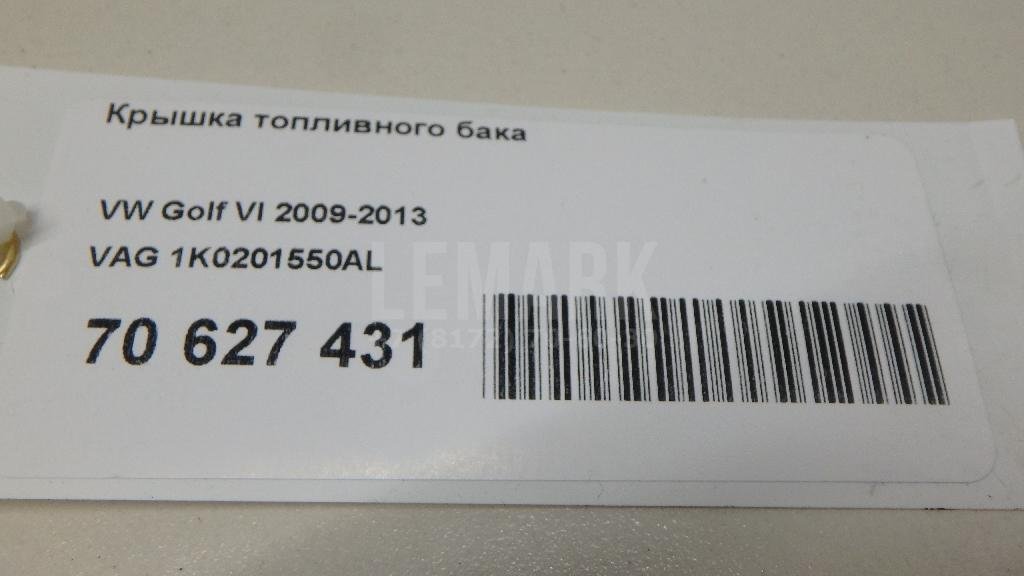 Крышка топливного бака
VW Golf VI 2009-2013
VAG 1K0201550AL
LEMARK
70 627 431